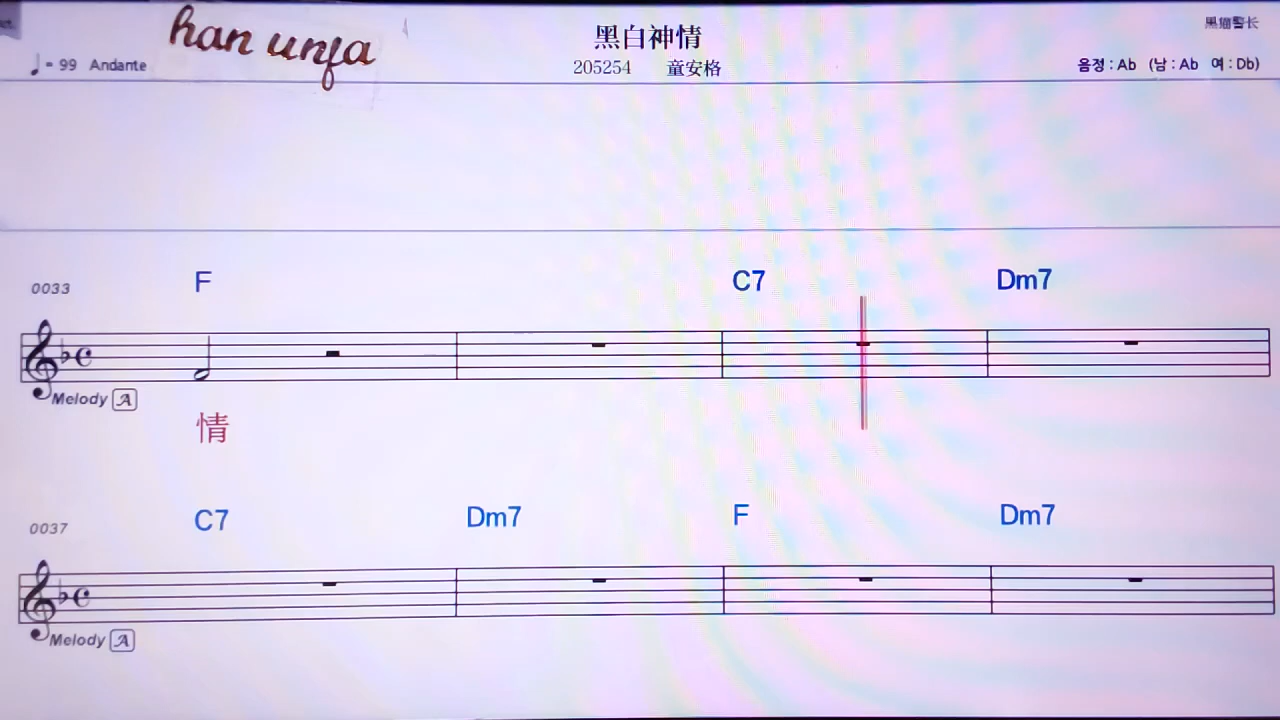 han unfa
黑白神情
黑猫警长
♩= 99 Andante
205254 童安格
음정 : Ab (남 : Ab 여 : Db)
0033 F C7 Dm7
Melody A
情
0037 C7 Dm7 F Dm7
Melody A